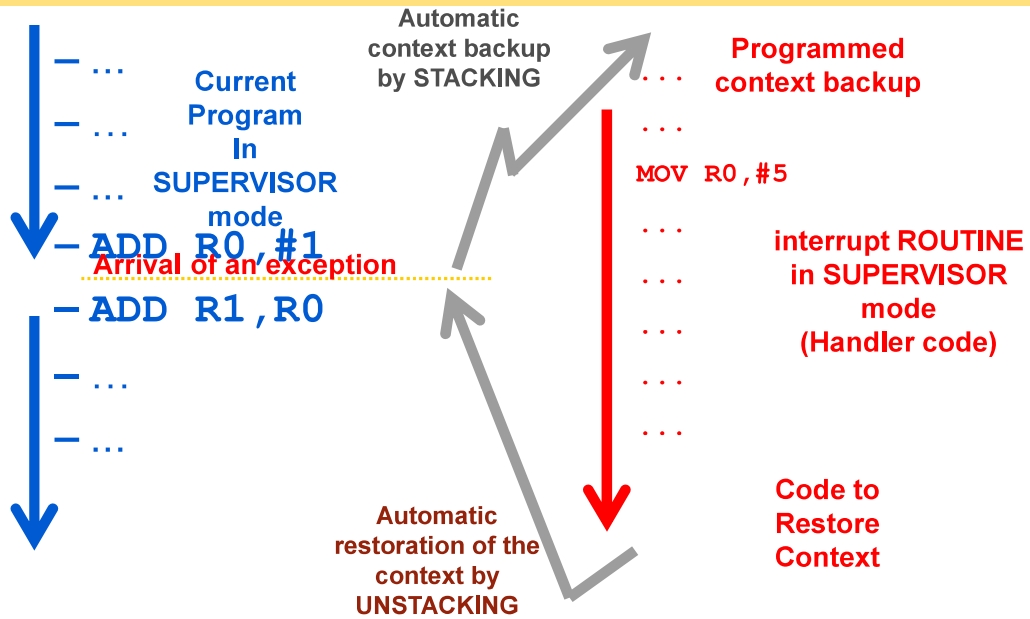 Automatic
context backup
by STACKING
– ...
– ...
– ...
Current
Program
In
SUPERVISOR
mode
– ADD R0,#1
Arrival of an exception
– ADD R1,R0
– ...
– ...
Programmed
context backup
...
...
MOV R0,#5
...
...
...
...
...
interrupt ROUTINE
in SUPERVISOR
mode
(Handler code)
Code to
Restore
Context
Automatic
restoration of the
context by
UNSTACKING